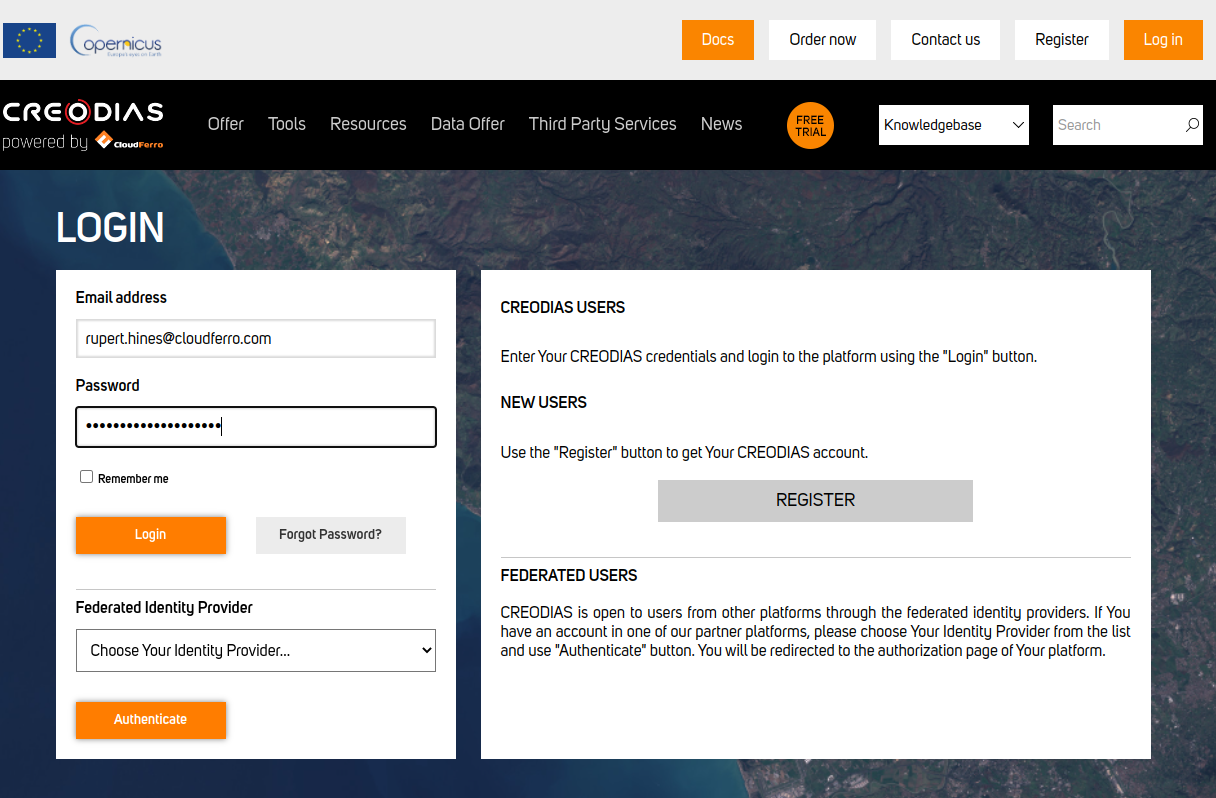 opernicus
Europe's eyes on Earth
Docs
Order now
Contact us
Register
Log in
CREODIAS
powered by CloudFerro
Offer
Tools
Resources
Data Offer
Third Party Services
News
FREE
TRIAL
Knowledgebase
Search
LOGIN
Email address
rupert.hines@cloudferro.com
Password
••••••••••••••••••••
Remember me
Login
Forgot Password?
Federated Identity Provider
Choose Your Identity Provider...
Authenticate
CREODIAS USERS
Enter Your CREODIAS credentials and login to the platform using the "Login" button.
NEW USERS
Use the "Register" button to get Your CREODIAS account.
REGISTER
FEDERATED USERS
CREODIAS is open to users from other platforms through the federated identity providers. If You
have an account in one of our partner platforms, please choose Your Identity Provider from the list
and use "Authenticate" button. You will be redirected to the authorization page of Your platform.